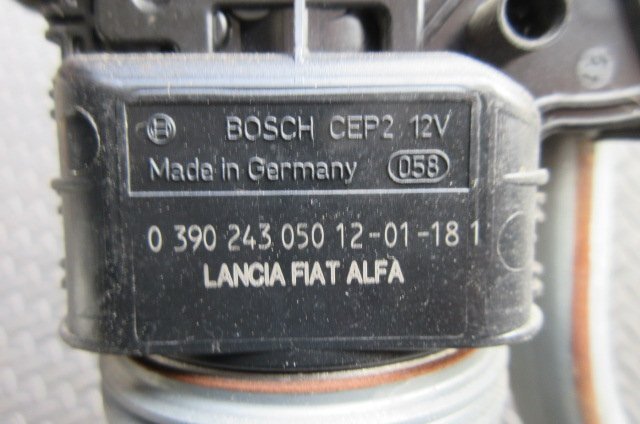 BOSCH CEP2 12V
Made in Germany 058
0 390 243 050 12-01-18 1
LANCIA FIAT ALFA